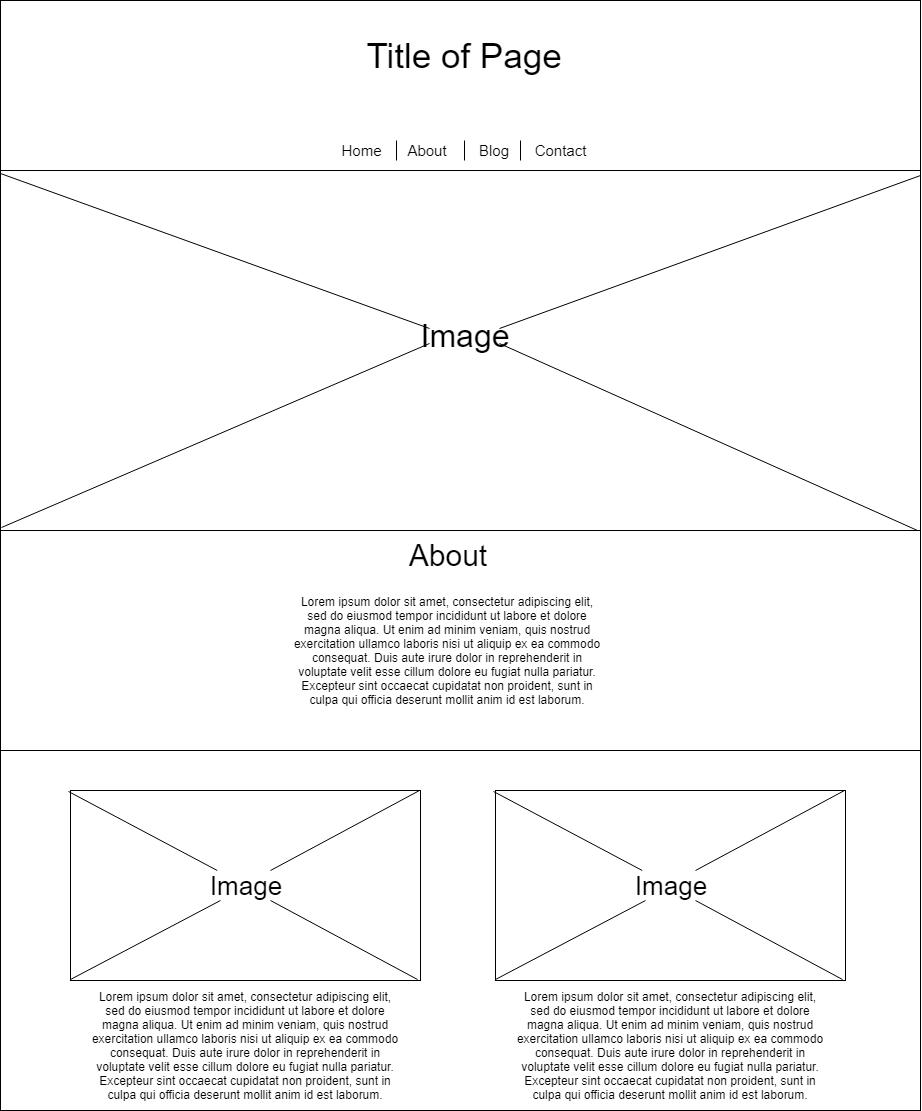 Title of Page
Home About Blog Contact
Image
About
Lorem ipsum dolor sit amet, consectetur adipiscing elit,
sed do eiusmod tempor incididunt ut labore et dolore
magna aliqua. Ut enim ad minim veniam, quis nostrud
exercitation ullamco laboris nisi ut aliquip ex ea commodo
consequat. Duis aute irure dolor in reprehenderit in
voluptate velit esse cillum dolore eu fugiat nulla pariatur.
Excepteur sint occaecat cupidatat non proident, sunt in
culpa qui officia deserunt mollit anim id est laborum.
Image
Lorem ipsum dolor sit amet, consectetur adipiscing elit,
sed do eiusmod tempor incididunt ut labore et dolore
magna aliqua. Ut enim ad minim veniam, quis nostrud
exercitation ullamco laboris nisi ut aliquip ex ea commodo
consequat. Duis aute irure dolor in reprehenderit in
voluptate velit esse cillum dolore eu fugiat nulla pariatur.
Excepteur sint occaecat cupidatat non proident, sunt in
culpa qui officia deserunt mollit anim id est laborum.
Image
Lorem ipsum dolor sit amet, consectetur adipiscing elit,
sed do eiusmod tempor incididunt ut labore et dolore
magna aliqua. Ut enim ad minim veniam, quis nostrud
exercitation ullamco laboris nisi ut aliquip ex ea commodo
consequat. Duis aute irure dolor in reprehenderit in
voluptate velit esse cillum dolore eu fugiat nulla pariatur.
Excepteur sint occaecat cupidatat non proident, sunt in
culpa qui officia deserunt mollit anim id est laborum.